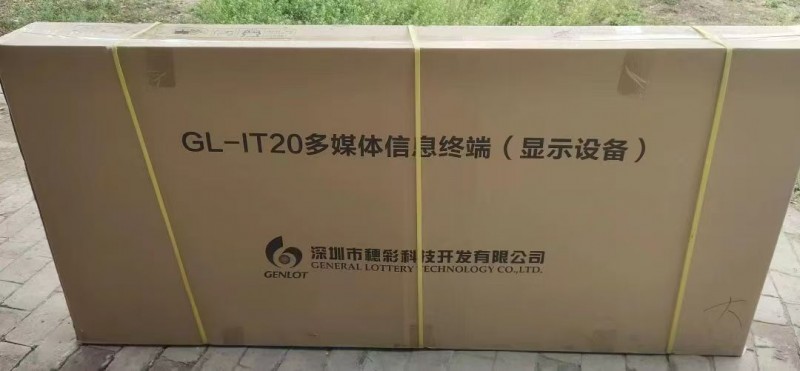 GL-IT20多媒体信息终端（显示设备）
深圳市穗彩科技开发有限公司
GENERAL LOTTERY TECHNOLOGY CO.,LTD.
GENLOT
大